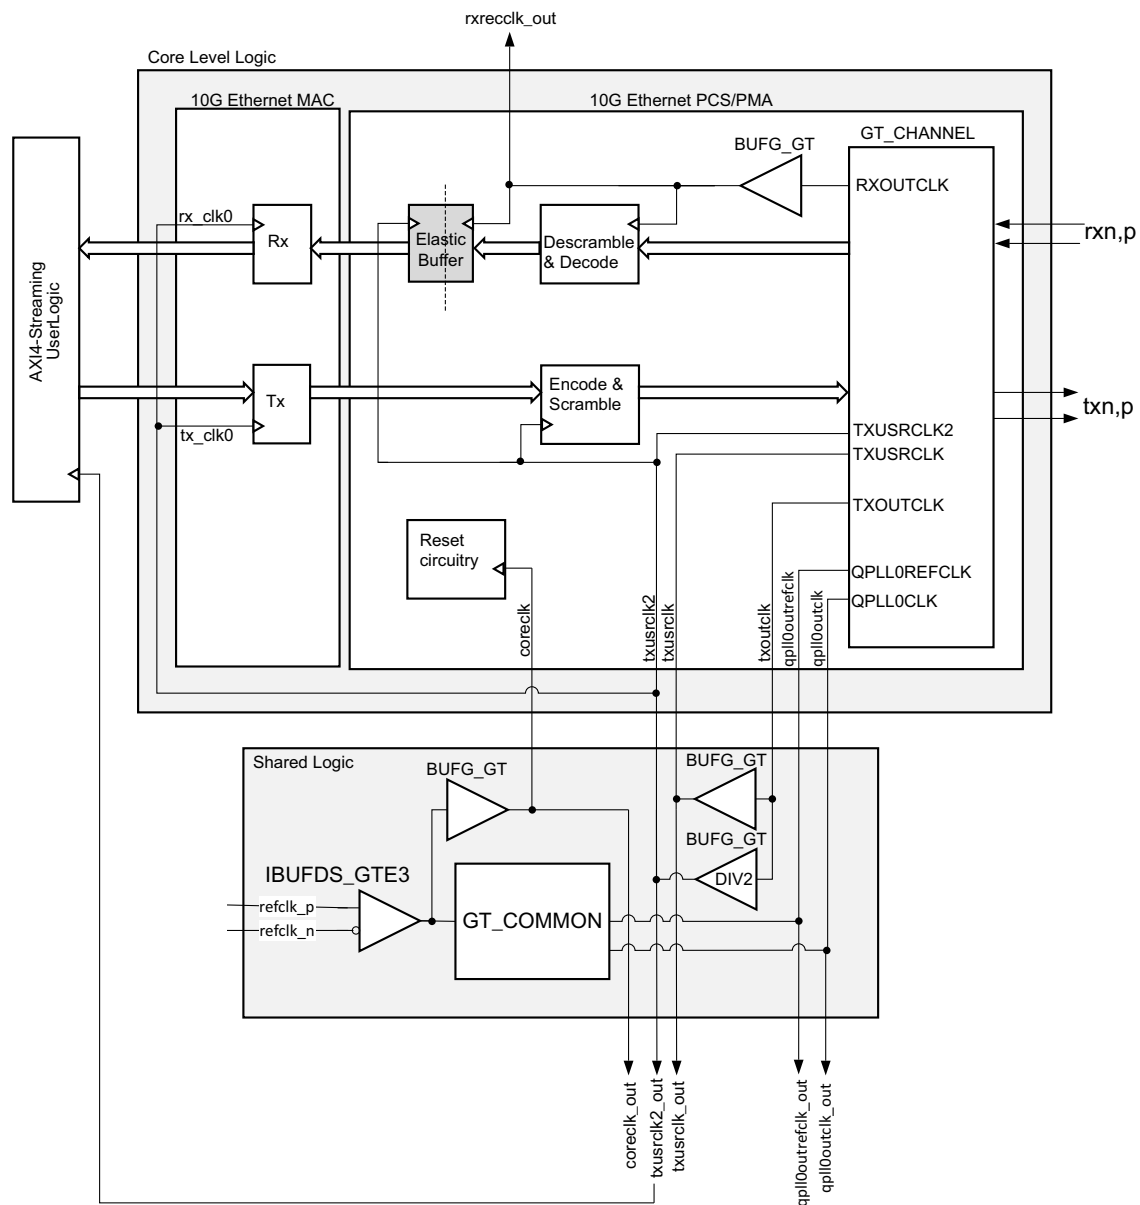 rxrecclk_out
Core Level Logic
10G Ethernet MAC
10G Ethernet PCS/PMA
GT_CHANNEL
BUFG_GT
RXOUTCLK
rx_clk0
Rx
Elastic
Buffer
Descramble
& Decode
rxn,p
AXI4-Streaming
UserLogic
Tx
tx_clk0
Encode &
Scramble
txn,p
TXUSRCLK2
TXUSRCLK
TXOUTCLK
Reset
circuitry
QPLL0REFCLK
QPLL0CLK
coreclk
txusrclk2
txusrclk
txoutclk
qpll0outrefclk
qpll0outclk
Shared Logic
BUFG_GT
BUFG_GT
BUFG_GT
DIV2
IBUFDS_GTE3
refclk_p
refclk_n
GT_COMMON
coreclk_out
txusrclk2_out
txusrclk_out
qpll0outrefclk_out
qpll0outclk_out